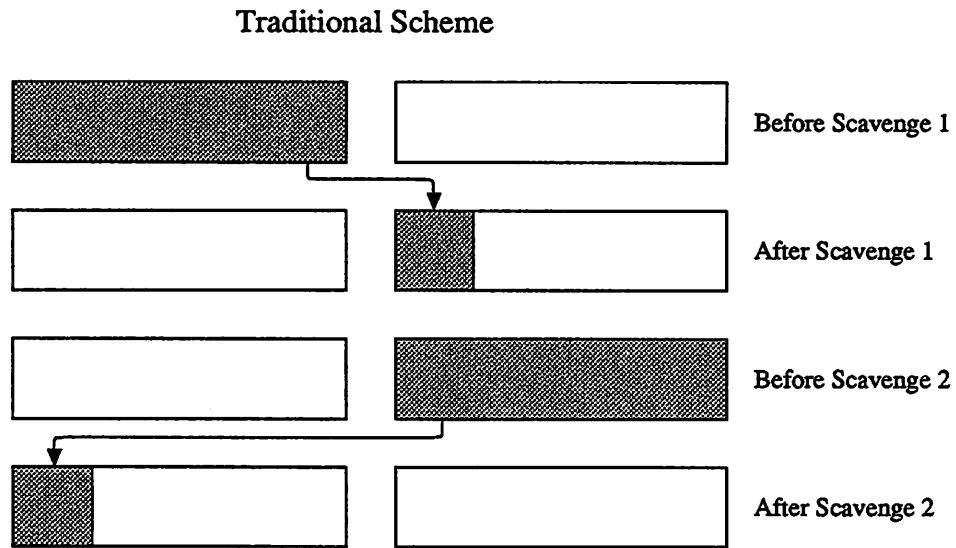 Traditional Scheme
Before Scavenge 1
After Scavenge 1
Before Scavenge 2
After Scavenge 2